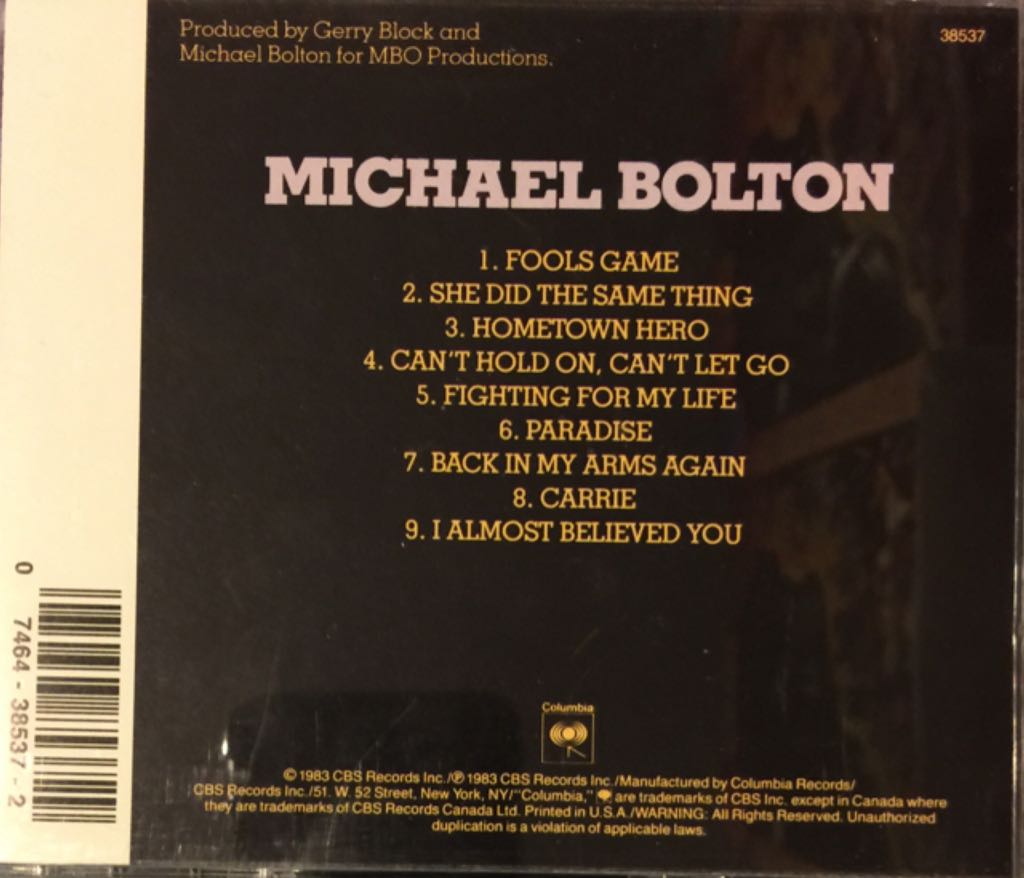 Produced by Gerry Block and
Michael Bolton for MBO Productions.
38537
MICHAEL BOLTON
1. FOOLS GAME
2. SHE DID THE SAME THING
3. HOMETOWN HERO
4. CAN'T HOLD ON, CAN'T LET GO
5. FIGHTING FOR MY LIFE
6. PARADISE
7. BACK IN MY ARMS AGAIN
8. CARRIE
9. I ALMOST BELIEVED YOU
0 7464-38537-2
Columbia
© 1983 CBS Records Inc./℗ 1983 CBS Records Inc./Manufactured by Columbia Records/
CBS Records Inc./51. W. 52 Street, New York, NY/"Columbia," are trademarks of CBS Inc. except in Canada where
they are trademarks of CBS Records Canada Ltd. Printed in U.S.A./WARNING: All Rights Reserved. Unauthorized
duplication is a violation of applicable laws.